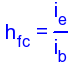 h_fc = i_e / i_b